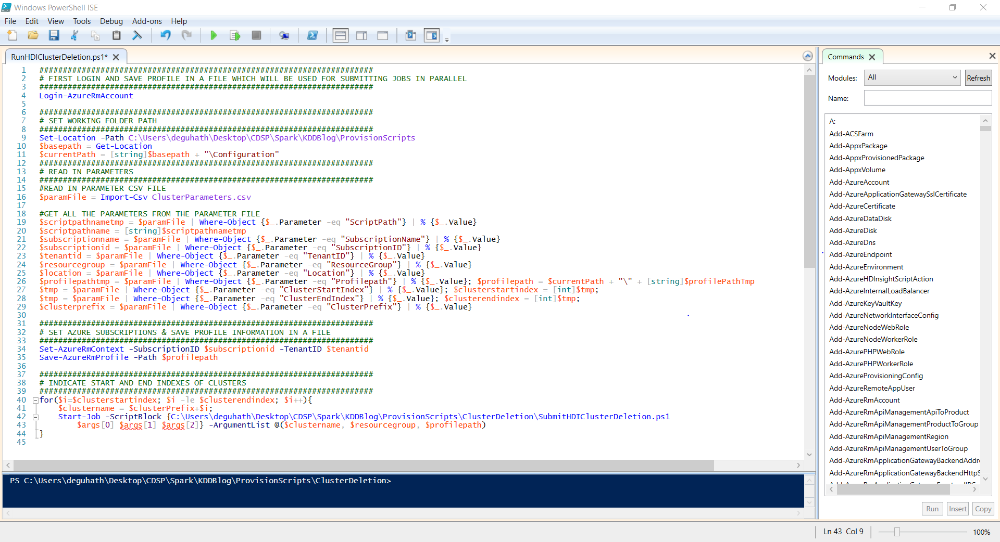 Windows PowerShell ISE
File Edit View Tools Debug Add-ons Help
RunHDIClusterDeletion.ps1*
1 #######################################################################
2 # FIRST LOGIN AND SAVE PROFILE IN A FILE WHICH WILL BE USED FOR SUBMITTING JOBS IN PARALLEL
3 #######################################################################
4 Login-AzureRmAccount
5
6 #######################################################################
7 # SET WORKING FOLDER PATH
8 #######################################################################
9 Set-Location -Path C:\Users\deguhath\Desktop\CDSP\Spark\KDDBlog\ProvisionScripts
10 $basepath = Get-Location
11 $currentPath = [string]$basepath + "\Configuration"
12 #######################################################################
13 # READ IN PARAMETERS
14 #######################################################################
15 #READ IN PARAMETER CSV FILE
16 $paramFile = Import-Csv ClusterParameters.csv
17
18 #GET ALL THE PARAMETERS FROM THE PARAMETER FILE
19 $scriptpathnametmp = $paramFile | Where-Object {$_.Parameter -eq "ScriptPath"} | % {$_.Value}
20 $scriptpathname = [string]$scriptpathnametmp
21 $subscriptionname = $paramFile | Where-Object {$_.Parameter -eq "SubscriptionName"} | % {$_.Value}
22 $subscriptionid = $paramFile | Where-Object {$_.Parameter -eq "SubscriptionID"} | % {$_.Value}
23 $tenantid = $paramFile | Where-Object {$_.Parameter -eq "TenantID"} | % {$_.Value}
24 $resourcegroup = $paramFile | Where-Object {$_.Parameter -eq "ResourceGroup"} | % {$_.Value}
25 $location = $paramFile | Where-Object {$_.Parameter -eq "Location"} | % {$_.Value}
26 $profilepathtmp = $paramFile | Where-Object {$_.Parameter -eq "Profilepath"} | % {$_.Value}; $profilepath = $currentPath + "\" + [string]$profilePathTmp
27 $tmp = $paramFile | Where-Object {$_.Parameter -eq "ClusterStartIndex"} | % {$_.Value}; $clusterstartindex = [int]$tmp;
28 $tmp = $paramFile | Where-Object {$_.Parameter -eq "ClusterEndIndex"} | % {$_.Value}; $clusterendindex = [int]$tmp;
29 $clusterprefix = $paramFile | Where-Object {$_.Parameter -eq "ClusterPrefix"} | % {$_.Value}
30
31 #######################################################################
32 # SET AZURE SUBSCRIPTIONS & SAVE PROFILE INFORMATION IN A FILE
33 #######################################################################
34 Set-AzureRmContext -SubscriptionID $subscriptionid -TenantID $tenantid
35 Save-AzureRmProfile -Path $profilepath
36
37 #######################################################################
38 # INDICATE START AND END INDEXES OF CLUSTERS
39 #######################################################################
40 for($i=$clusterstartindex; $i -le $clusterendindex; $i++){
41 $clustername = $clusterPrefix+$i;
42 Start-Job -ScriptBlock {C:\Users\deguhath\Desktop\CDSP\Spark\KDDBlog\ProvisionScripts\ClusterDeletion\SubmitHDIClusterDeletion.ps1
43 $args[0] $args[1] $args[2]} -ArgumentList @($clustername, $resourcegroup, $profilepath)
44 }
45
PS C:\Users\deguhath\Desktop\CDSP\Spark\KDDBlog\ProvisionScripts\ClusterDeletion>
Commands
Modules: All Refresh
Name:
A:
Add-ACSFarm
Add-AppxPackage
Add-AppxProvisionedPackage
Add-AppxVolume
Add-AzureAccount
Add-AzureApplicationGatewaySslCertificate
Add-AzureCertificate
Add-AzureDataDisk
Add-AzureDisk
Add-AzureDns
Add-AzureEndpoint
Add-AzureEnvironment
Add-AzureHDInsightScriptAction
Add-AzureInternalLoadBalancer
Add-AzureKeyVaultKey
Add-AzureNetworkInterfaceConfig
Add-AzureNodeWebRole
Add-AzureNodeWorkerRole
Add-AzurePHPWebRole
Add-AzurePHPWorkerRole
Add-AzureProvisioningConfig
Add-AzureRemoteAppUser
Add-AzureRmAccount
Add-AzureRmApiManagementApiToProduct
Add-AzureRmApiManagementProductToGroup
Add-AzureRmApiManagementRegion
Add-AzureRmApiManagementUserToGroup
Add-AzureRmApplicationGatewayBackendAddre
Add-AzureRmApplicationGatewayBackendHttpS
Run Insert Copy
Ln 43 Col 9 100%